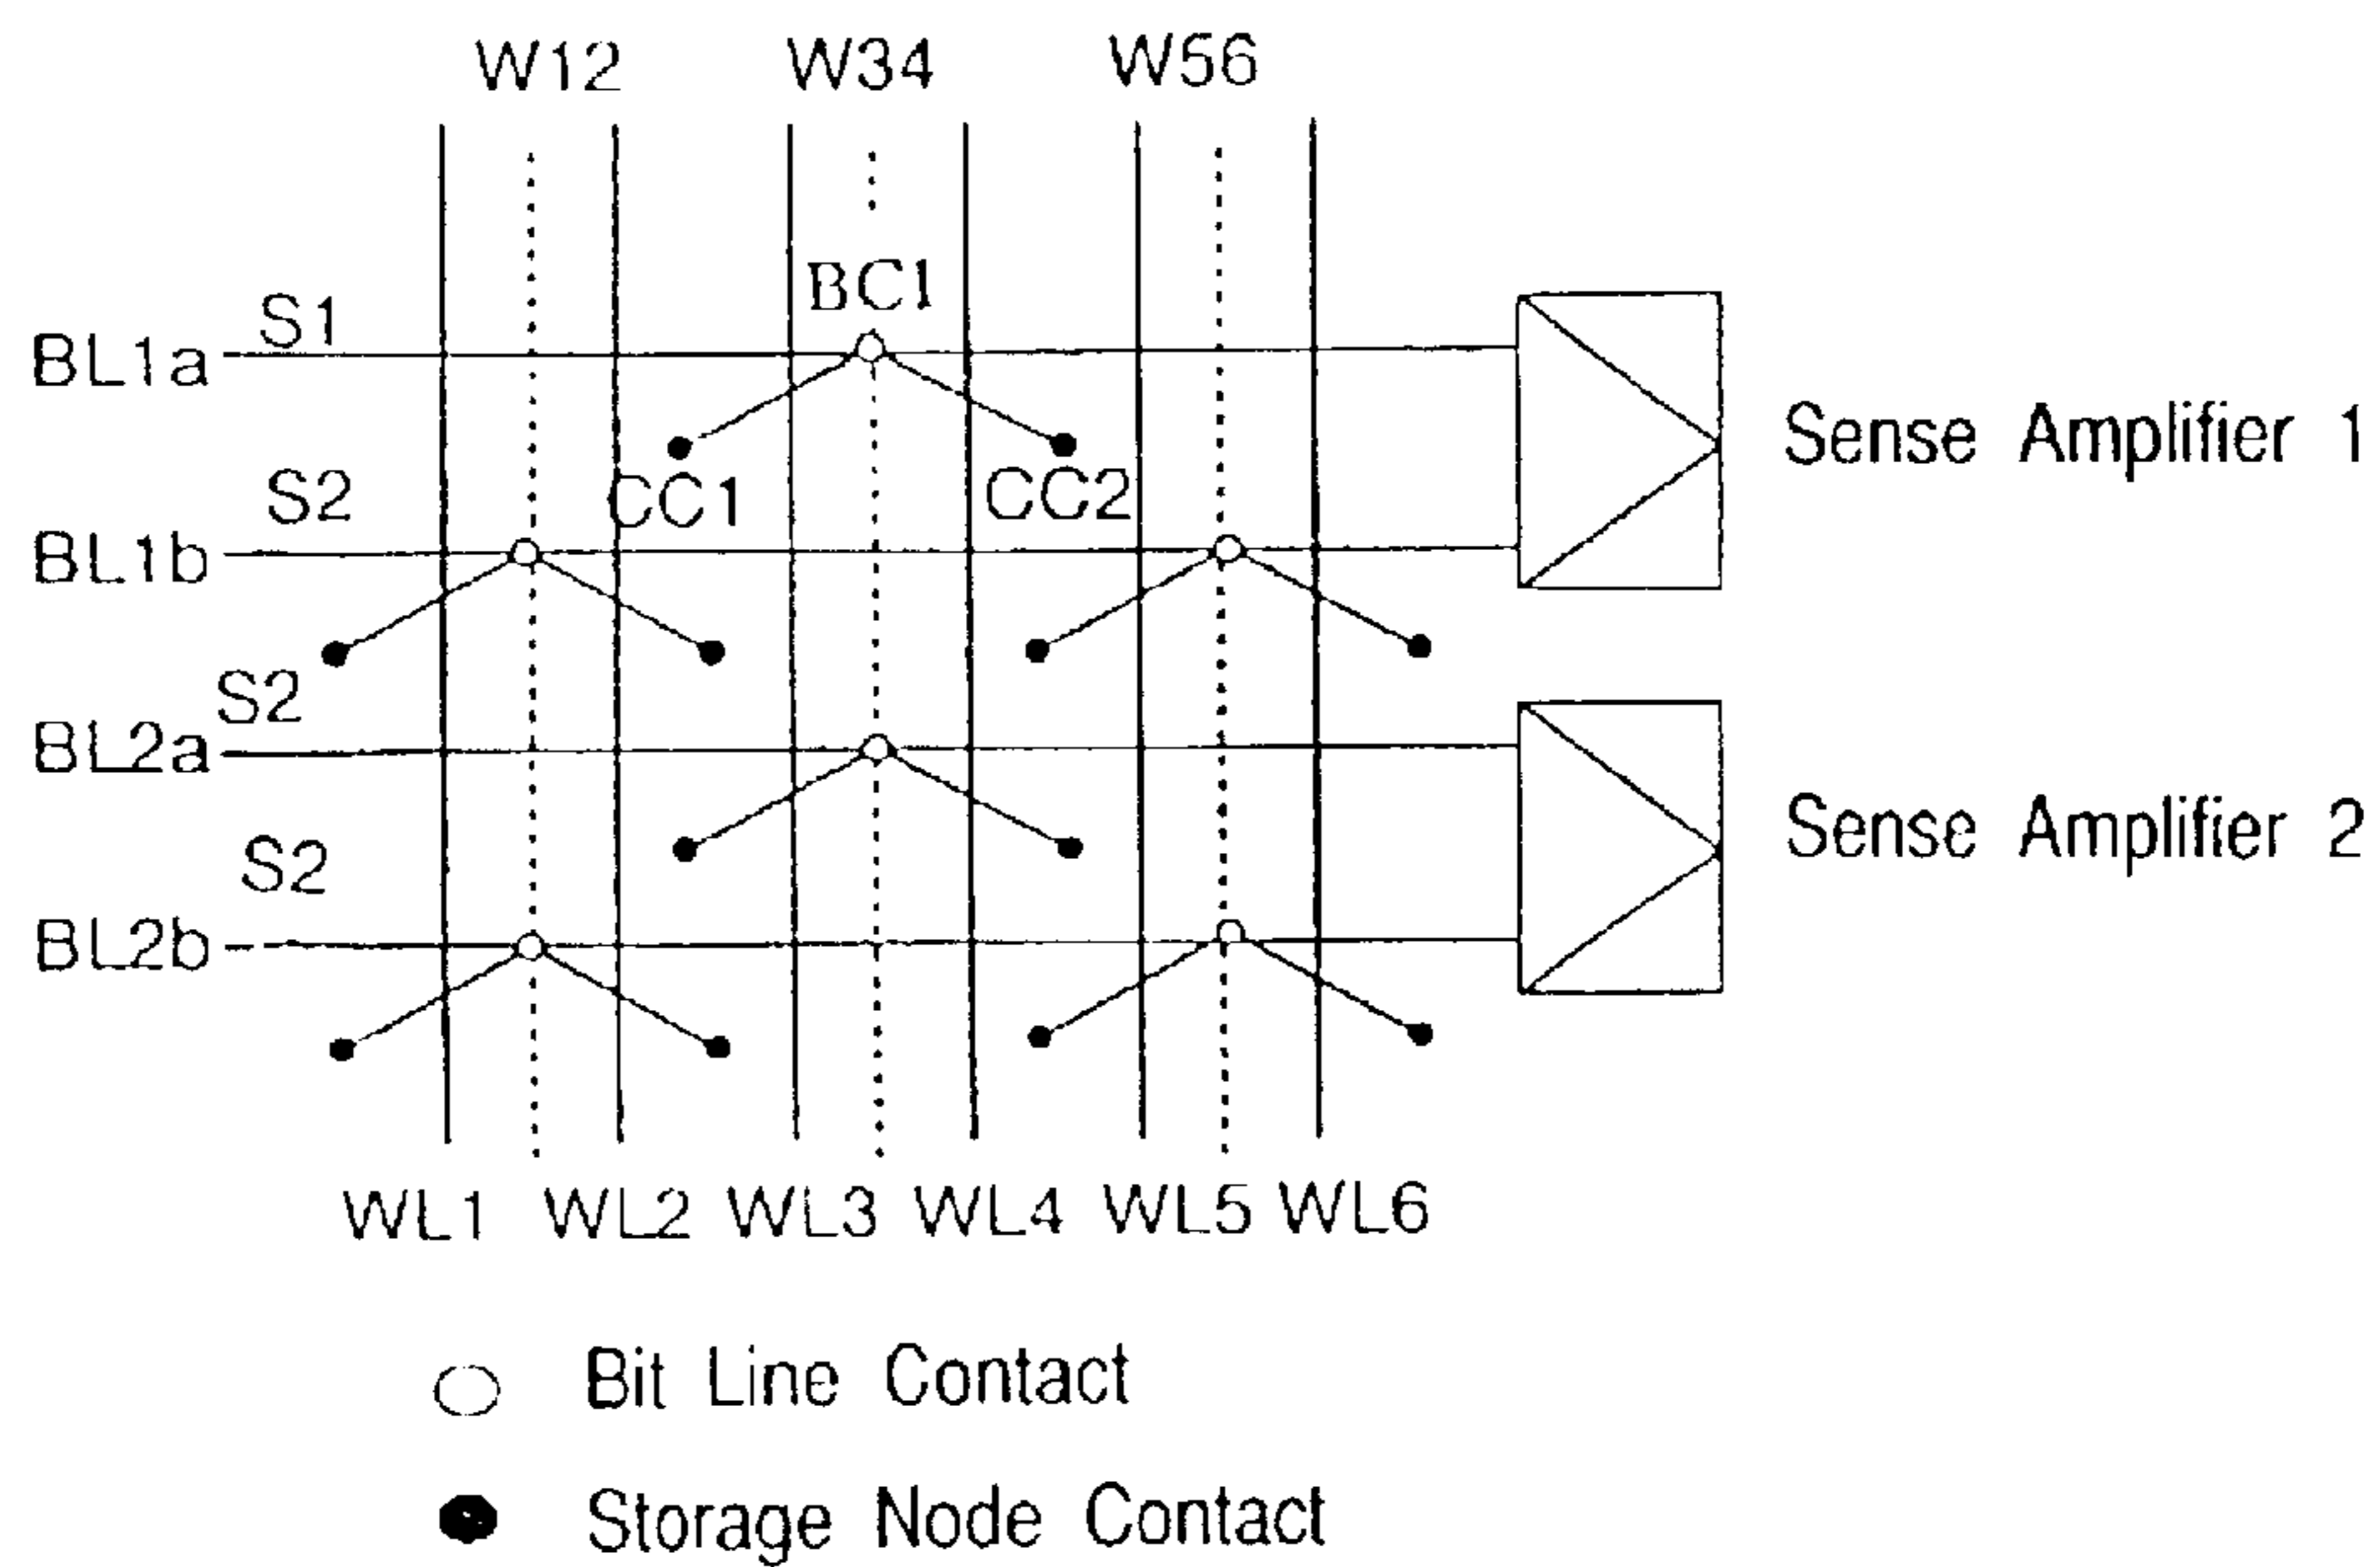 W12 W34 W56
BC1
S1
BL1a
Sense Amplifier 1
S2 CC1 CC2
BL1b
S2
BL2a
Sense Amplifier 2
S2
BL2b
WL1 WL2 WL3 WL4 WL5 WL6
Bit Line Contact
Storage Node Contact